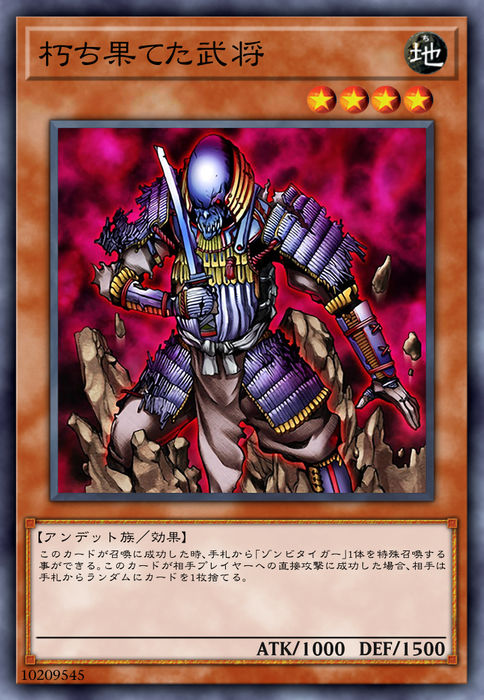 朽ち果てた武将
ち
地
【アンデット族／効果】
このカードが召喚に成功した時、手札から「ゾンビタイガー」1体を特殊召喚する
事ができる。このカードが相手プレイヤーへの直接攻撃に成功した場合、相手は
手札からランダムにカードを1枚捨てる。
ATK/1000 DEF/1500
10209545